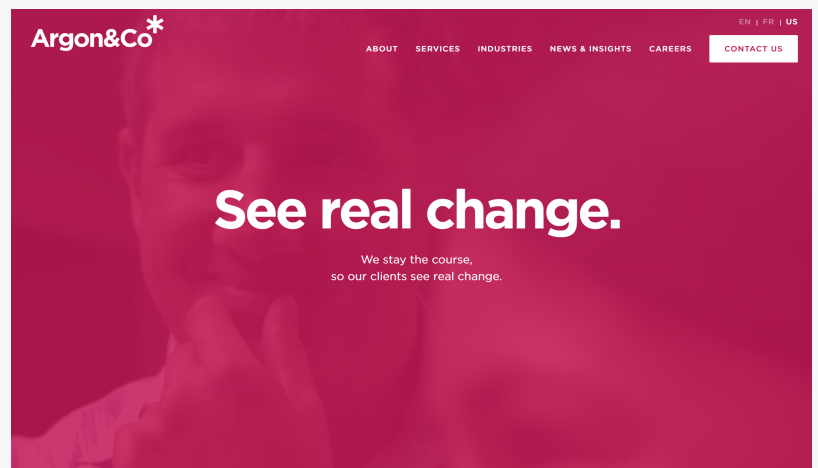 EN | FR | US
Argon&Co*
ABOUT SERVICES INDUSTRIES NEWS & INSIGHTS CAREERS CONTACT US
See real change.
We stay the course,
so our clients see real change.